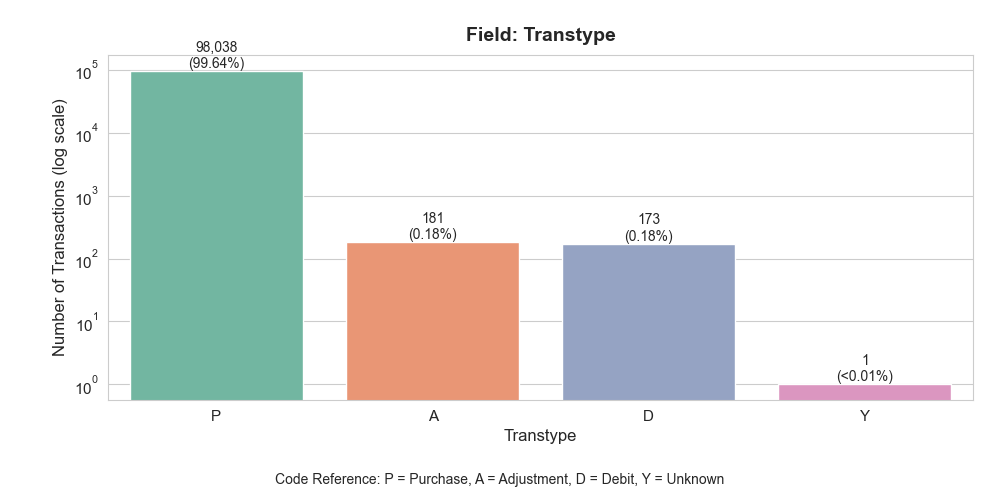 Field: Transtype
98,038
(99.64%)
10^5
10^4
10^3
10^2
10^1
10^0
Number of Transactions (log scale)
181
(0.18%)
173
(0.18%)
1
(<0.01%)
P
A
D
Y
Transtype
Code Reference: P = Purchase, A = Adjustment, D = Debit, Y = Unknown